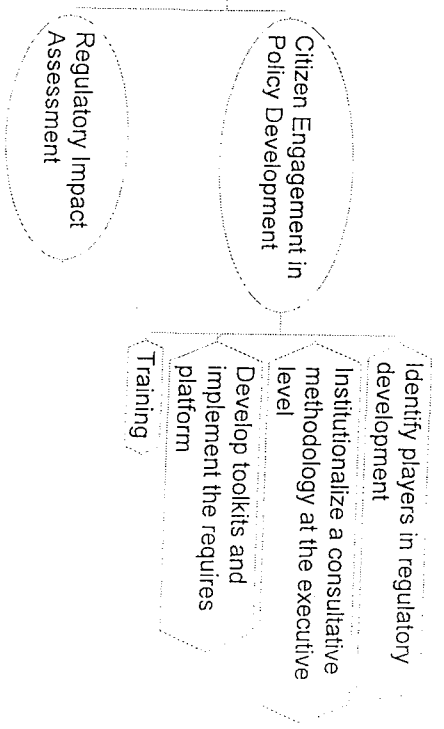 Citizen Engagement in
Policy Development
Identify players in regulatory
development
Institutionalize a consultative
methodology at the executive
level
Develop toolkits and
implement the requires
platform
Training
Regulatory Impact
Assessment